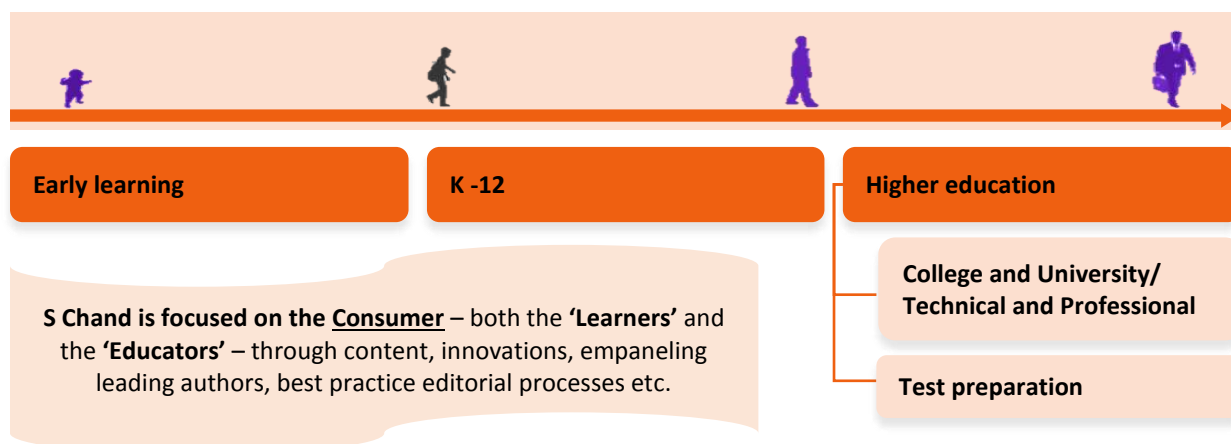 Early learning
K -12
Higher education
College and University/
Technical and Professional
Test preparation
S Chand is focused on the Consumer – both the ‘Learners’ and
the ‘Educators’ – through content, innovations, empaneling
leading authors, best practice editorial processes etc.